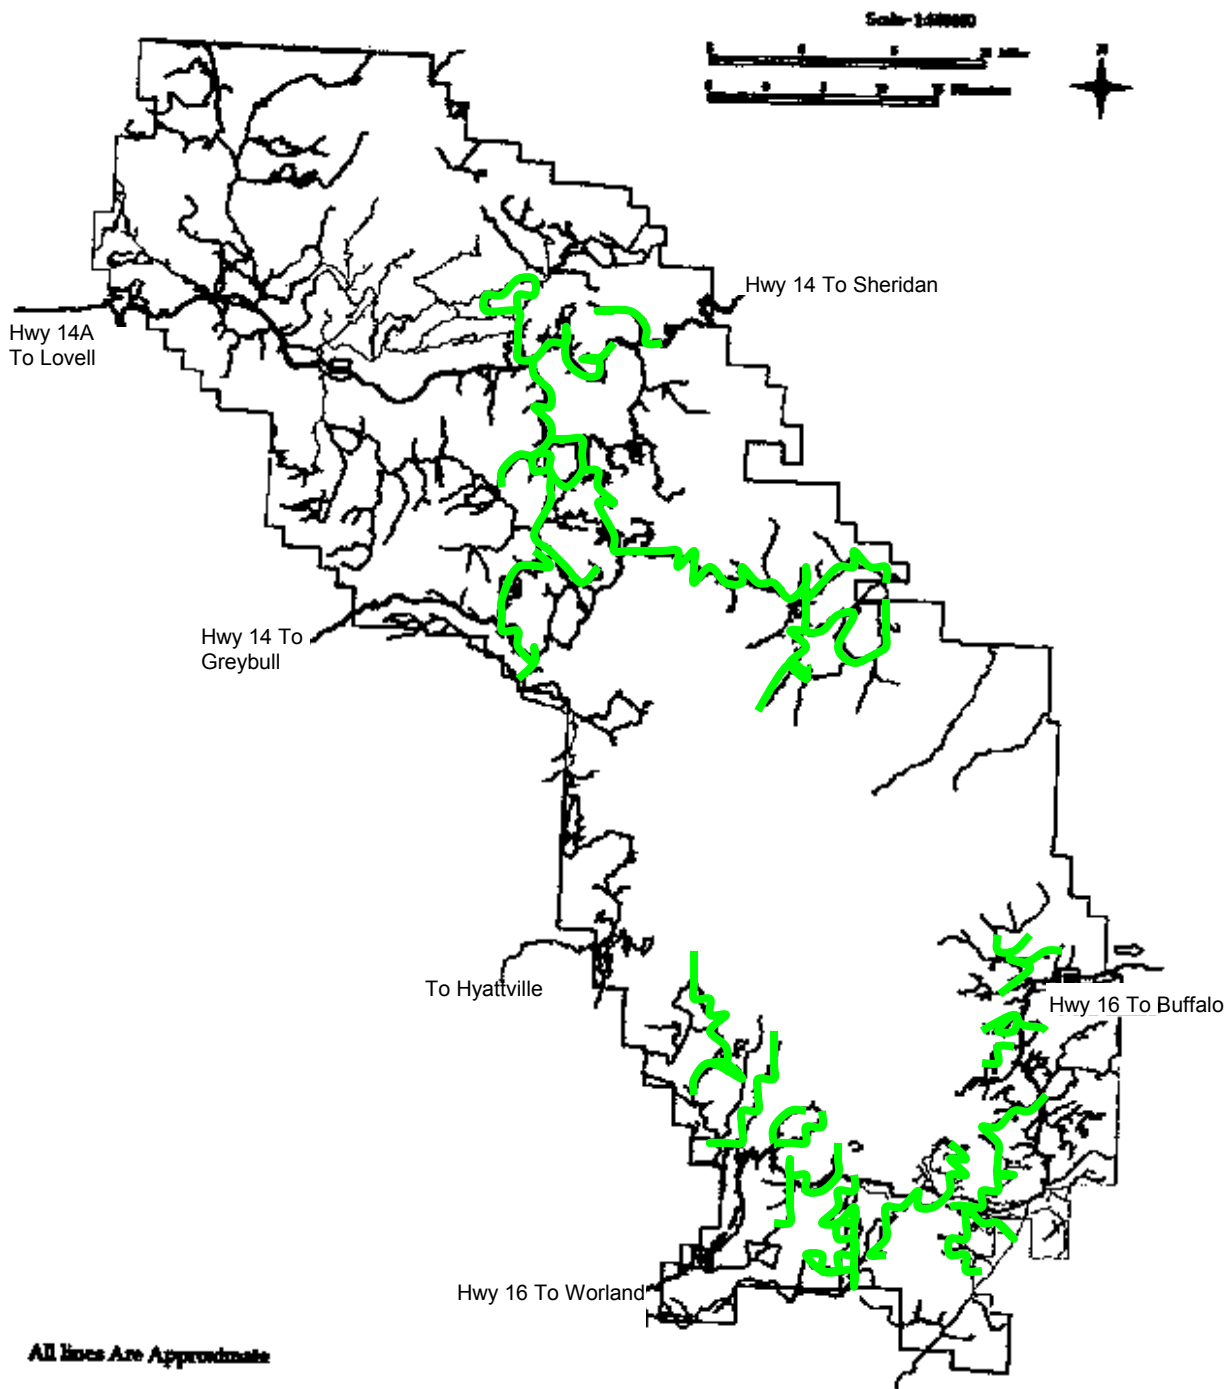 Hwy 14 To Sheridan
Hwy 14A
To Lovell
Hwy 14 To
Greybull
To Hyattville
Hwy 16 To Buffalo
Hwy 16 To Worland
All lines Are Approximate